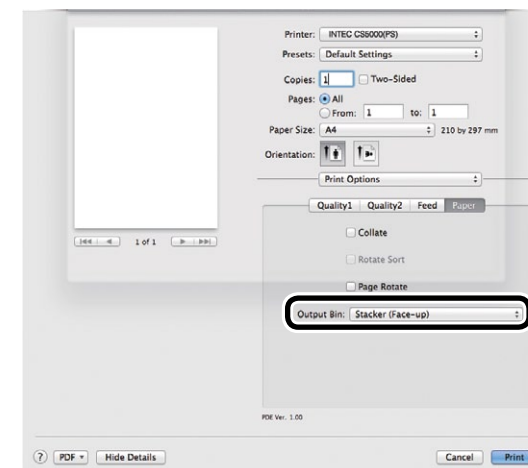 Printer: INTEC CS5000(PS)
Presets: Default Settings
Copies: 1 Two-Sided
Pages: All
From: 1 to: 1
Paper Size: A4 210 by 297 mm
Orientation:
Print Options
Quality1 Quality2 Feed Paper
Collate
1 of 1
Rotate Sort
Page Rotate
Output Bin: Stacker (Face-up)
PDE Ver. 1.00
? PDF Hide Details Cancel Print